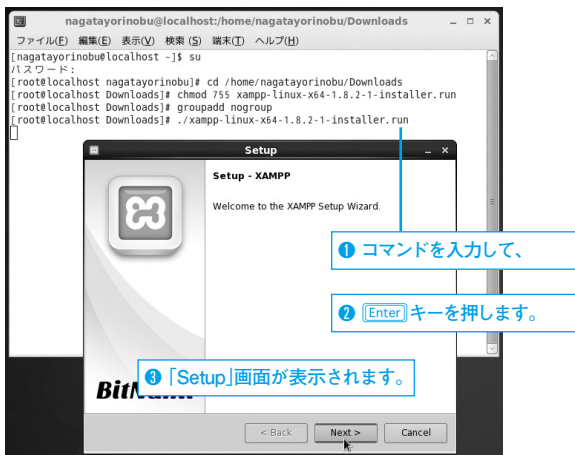 nagatayorinobu@localhost:/home/nagatayorinobu/Downloads
ファイル(F) 編集(E) 表示(V) 検索 (S) 端末(T) ヘルプ(H)
[nagatayorinobu@localhost ~]$ su
パスワード:
[root@localhost nagatayorinobu]# cd /home/nagatayorinobu/Downloads
[root@localhost Downloads]# chmod 755 xampp-linux-x64-1.8.2-1-installer.run
[root@localhost Downloads]# groupadd nogroup
[root@localhost Downloads]# ./xampp-linux-x64-1.8.2-1-installer.run
Setup
Setup - XAMPP
Welcome to the XAMPP Setup Wizard.
❶ コマンドを入力して、
❷ Enterキーを押します。
❸「Setup」画面が表示されます。
< Back Next > Cancel